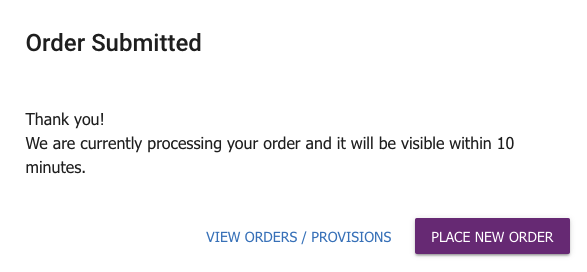 Order Submitted
Thank you!
We are currently processing your order and it will be visible within 10
minutes.
VIEW ORDERS / PROVISIONS
PLACE NEW ORDER